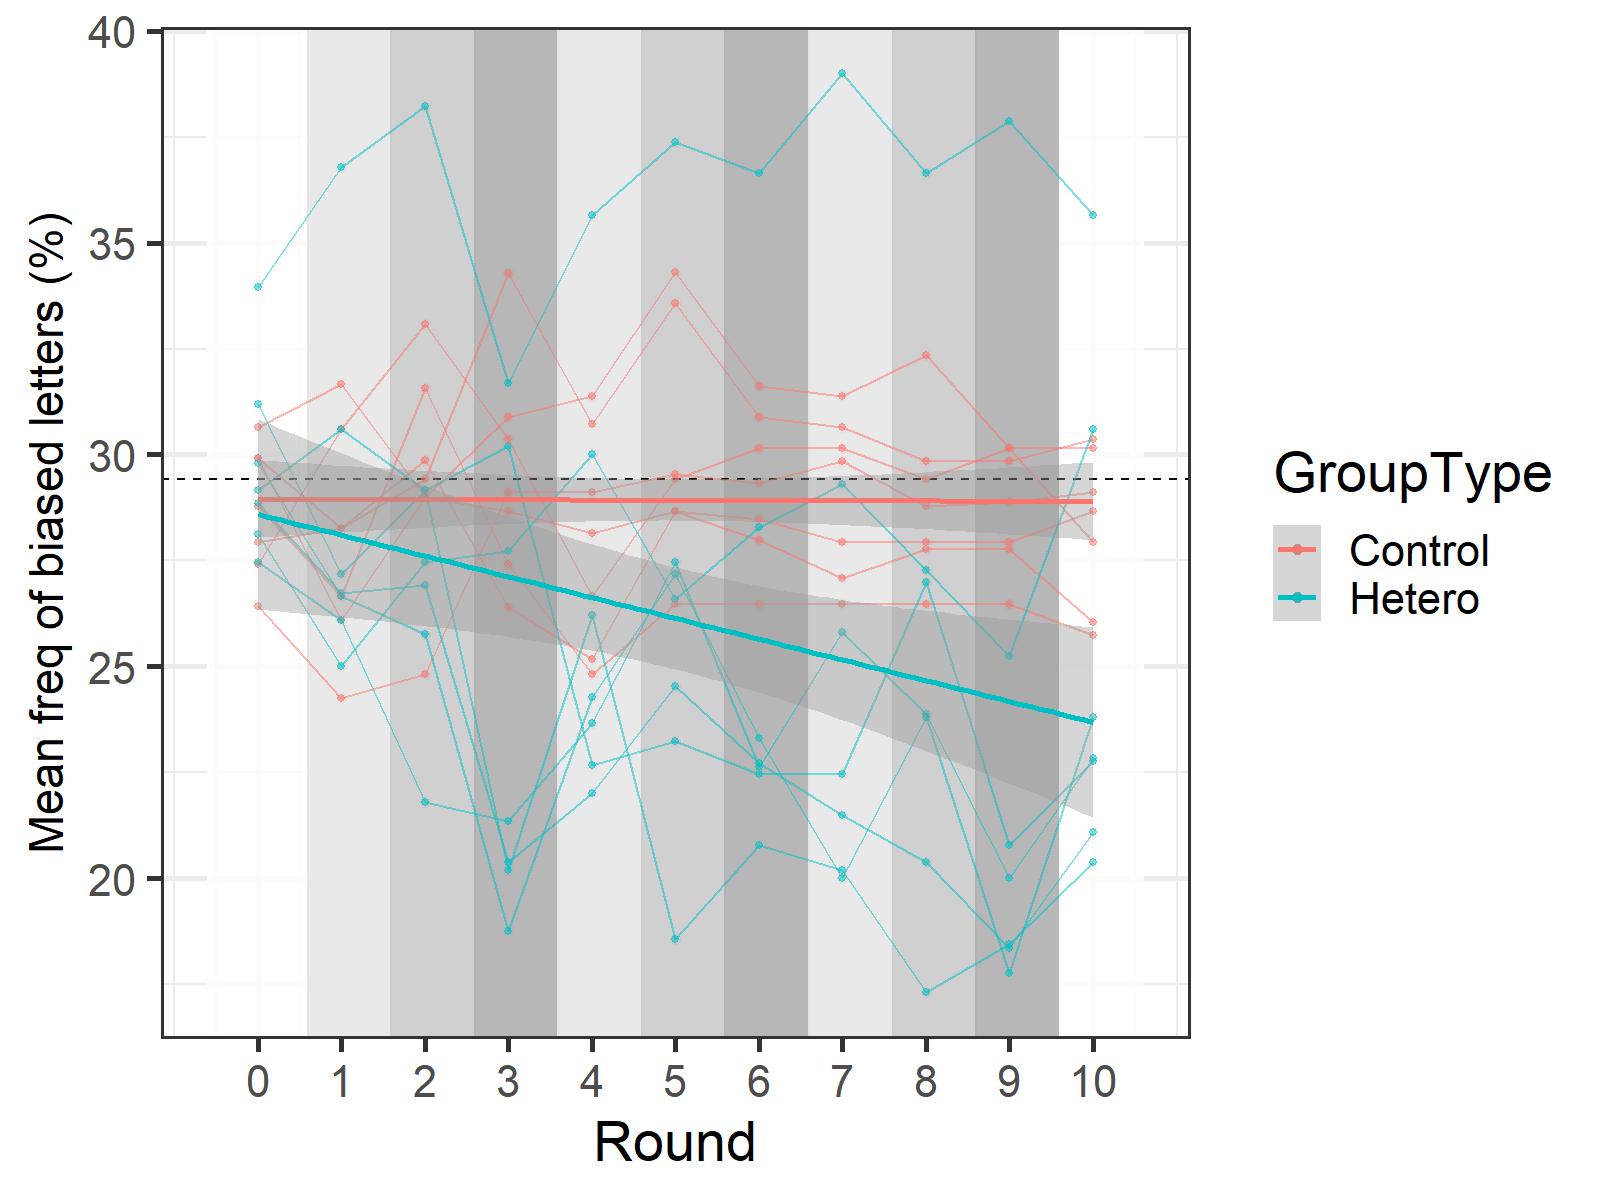 40
35
30
25
20
Mean freq of biased letters (%)
0 1 2 3 4 5 6 7 8 9 10
Round
GroupType
Control
Hetero